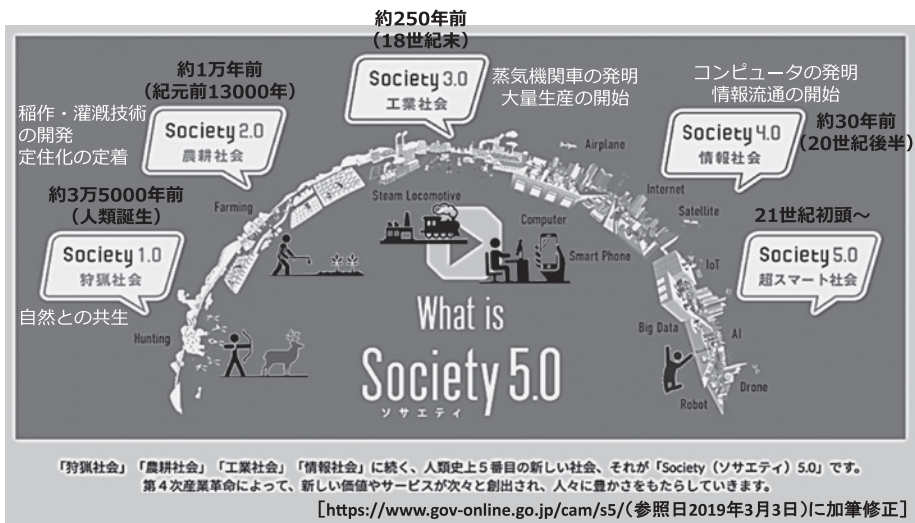 約250年前
(18世紀末)
Society 3.0
工業社会
蒸気機関車の発明
大量生産の開始
約1万年前
(紀元前13000年)
Society 2.0
農耕社会
稲作・灌漑技術
の開発
定住化の定着
コンピュータの発明
情報流通の開始
Society 4.0
情報社会
約30年前
(20世紀後半)
約3万5000年前
(人類誕生)
Society 1.0
狩猟社会
自然との共生
21世紀初頭〜
Society 5.0
超スマート社会
Hunting
Farming
Steam Locomotive
Airplane
Computer
Smart Phone
Internet
Satellite
IoT
Big Data
AI
Robot
Drone
What is
Society 5.0
ソサエティ
「狩猟社会」「農耕社会」「工業社会」「情報社会」に続く、人類史上5番目の新しい社会、それが「Society(ソサエティ)5.0」です。
第4次産業革命によって、新しい価値やサービスが次々と創出され、人々に豊かさをもたらしていきます。
[https://www.gov-online.go.jp/cam/s5/(参照日2019年3月3日)に加筆修正]